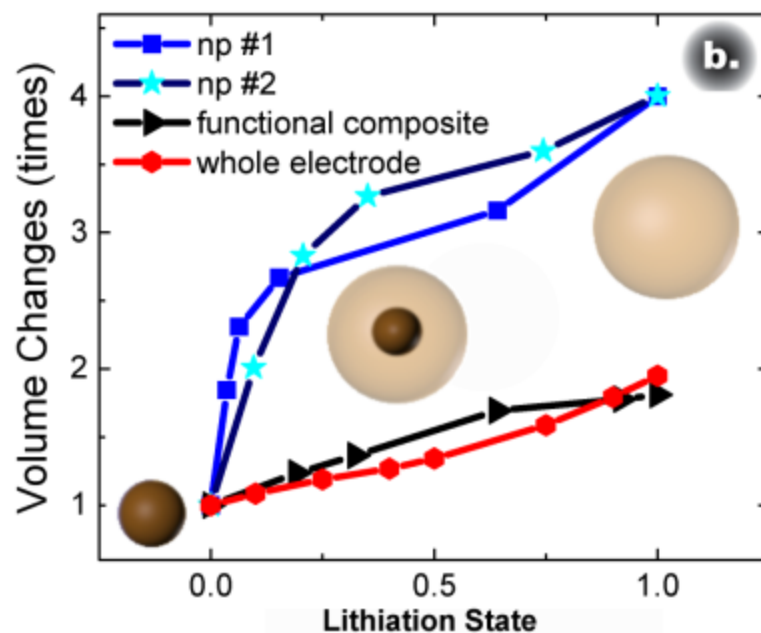 b.
np #1
np #2
functional composite
whole electrode
Volume Changes (times)
4
3
2
1
0.0 0.5 1.0
Lithiation State